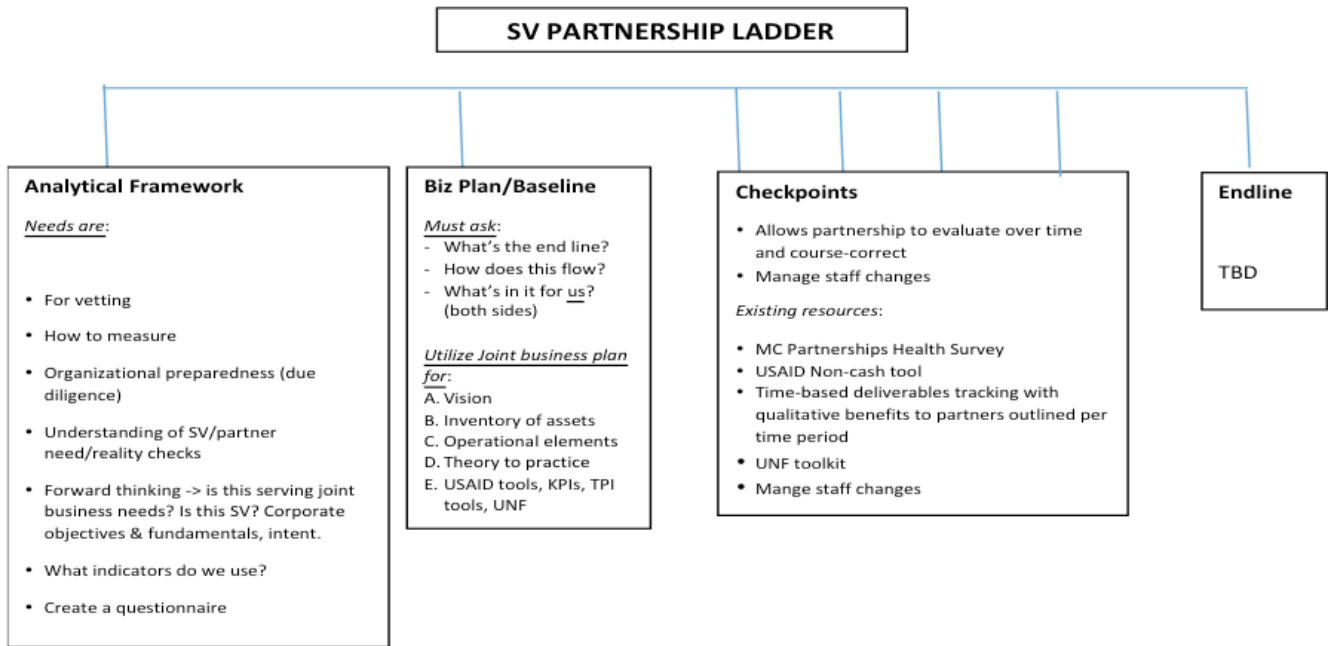 SV PARTNERSHIP LADDER
Analytical Framework
Needs are:
• For vetting
• How to measure
• Organizational preparedness (due
diligence)
• Understanding of SV/partner
need/reality checks
• Forward thinking -> is this serving joint
business needs? Is this SV? Corporate
objectives & fundamentals, intent.
• What indicators do we use?
• Create a questionnaire
Biz Plan/Baseline
Must ask:
- What's the end line?
- How does this flow?
- What's in it for us?
(both sides)
Utilize Joint business plan
for:
A. Vision
B. Inventory of assets
C. Operational elements
D. Theory to practice
E. USAID tools, KPIs, TPI
tools, UNF
Checkpoints
• Allows partnership to evaluate over time
and course-correct
• Manage staff changes
Existing resources:
• MC Partnerships Health Survey
• USAID Non-cash tool
• Time-based deliverables tracking with
qualitative benefits to partners outlined per
time period
• UNF toolkit
• Mange staff changes
Endline
TBD